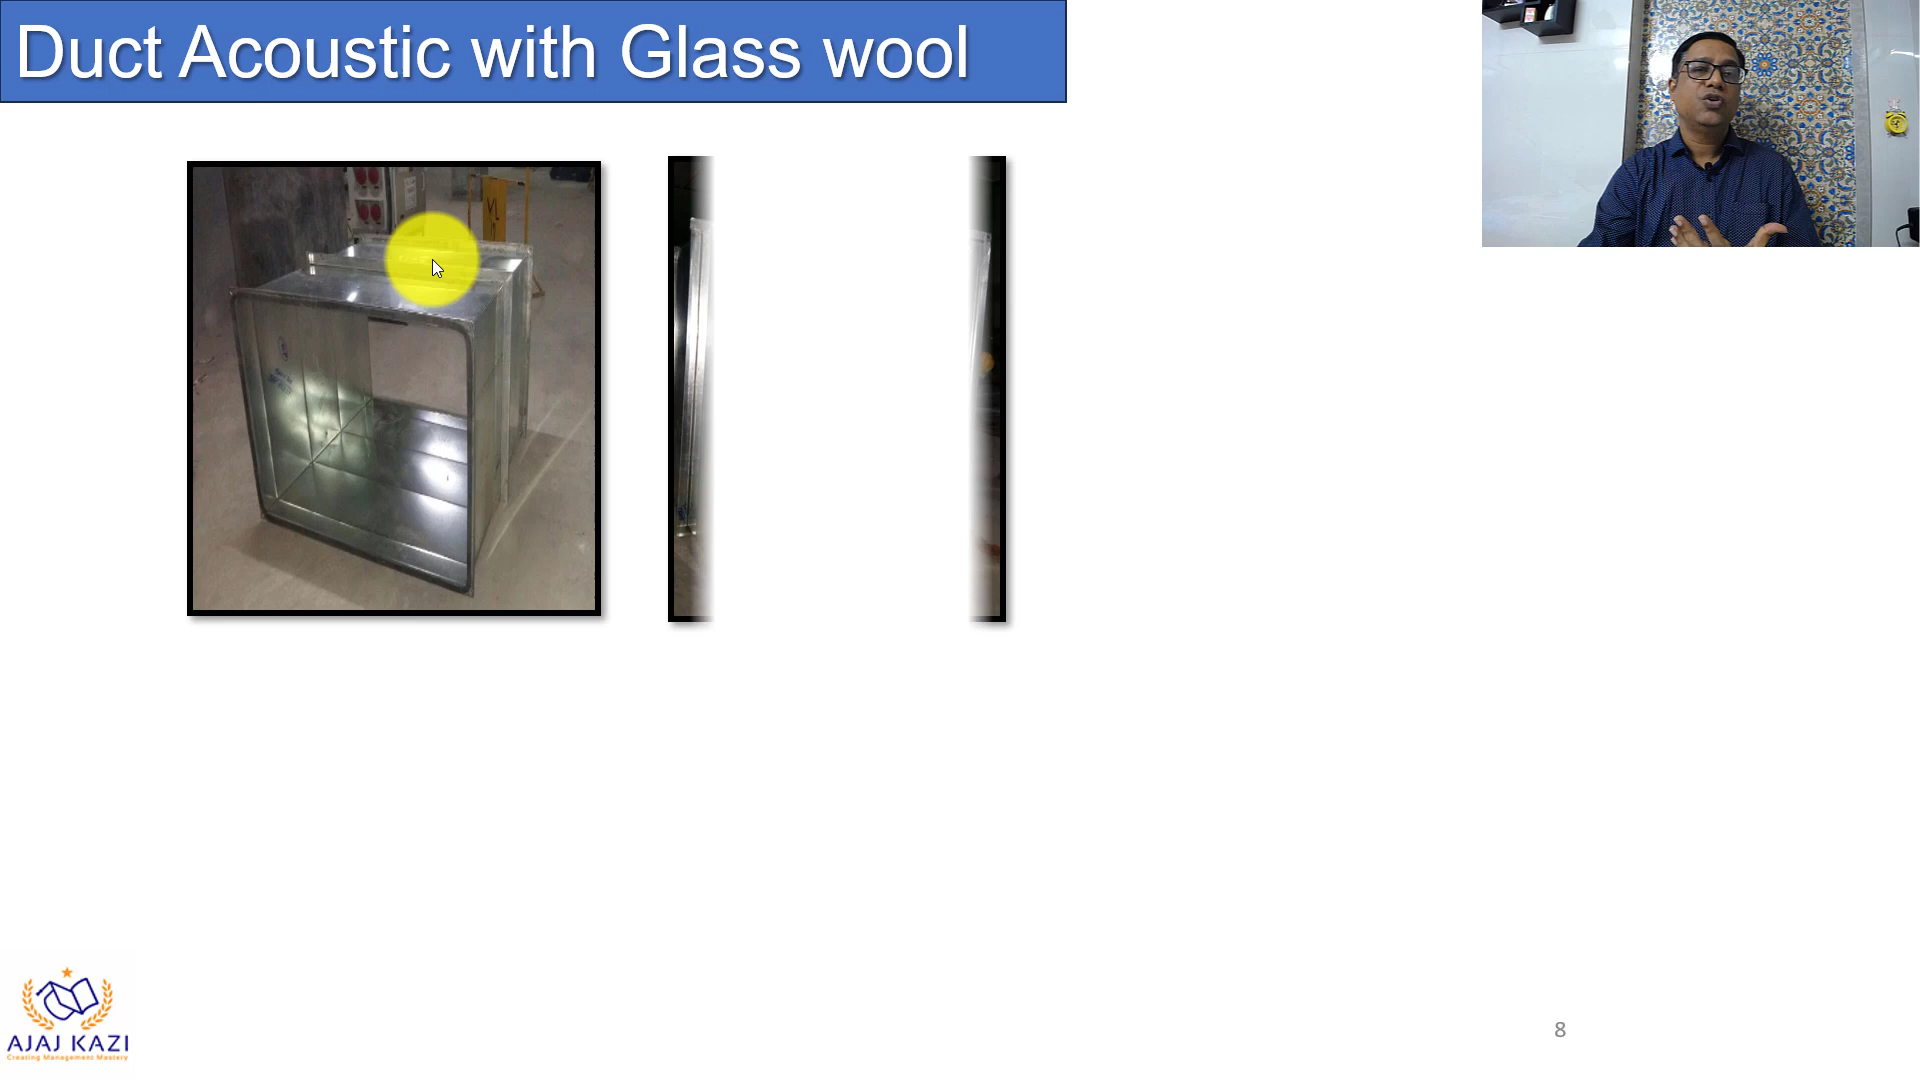 Duct Acoustic with Glass wool
AJAJ KAZI
Creating Management Mastery
8